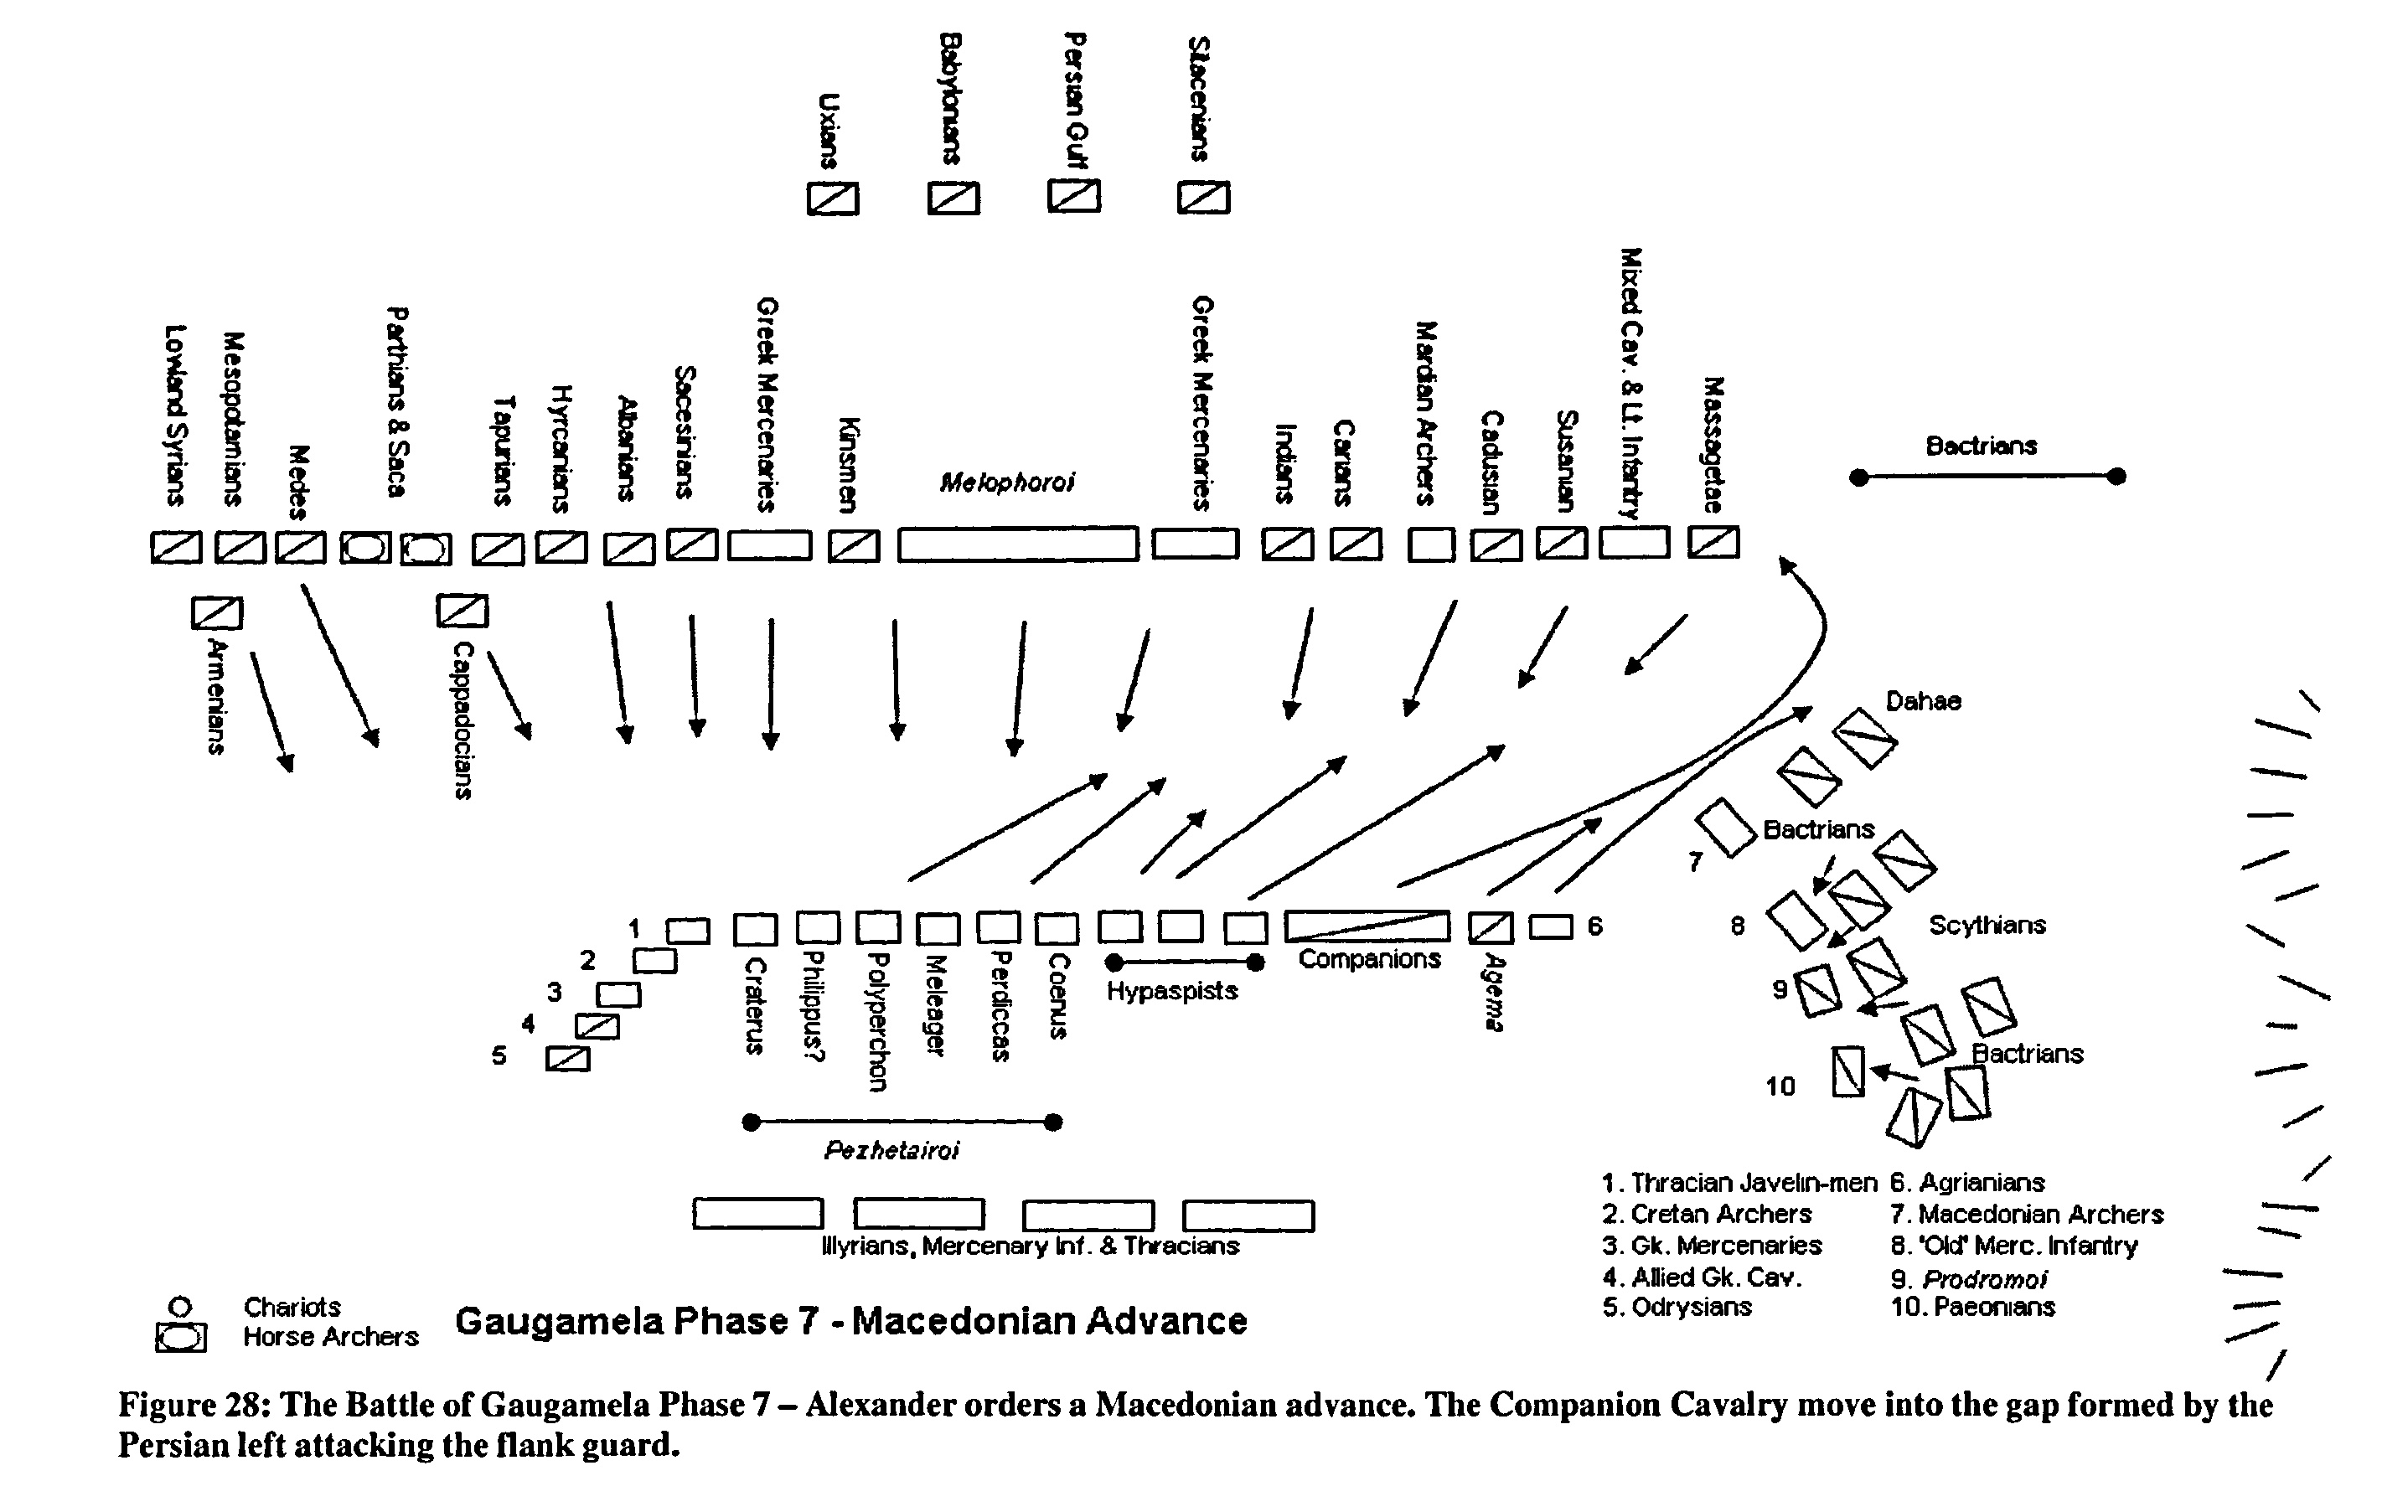 Uxians
Babylonians
Persian Gulf
Sitacenians
Lowland Syrians
Mesopotamians
Medes
Parthians & Saca
Tapurians
Hyrcanians
Albanians
Sacesinians
Greek Mercenaries
Kinsmen
Melophoroi
Greek Mercenaries
Indians
Carians
Mardian Archers
Cadusian
Susanian
Mixed Cav. & Lt. Infantry
Massagetae
Bactrians
Armenians
Cappadocians
Dahae
Bactrians
7
8
Scythians
9
Bactrians
10
1
2
3
4
5
6
Craterus
Philippus?
Polyperchon
Meleager
Perdiccas
Coenus
Hypaspists
Companions
Agema
Pezhetairoi
Illyrians, Mercenary Inf. & Thracians
1. Thracian Javelin-men 6. Agrianians
2. Cretan Archers 7. Macedonian Archers
3. Gk. Mercenaries 8. 'Old' Merc. Infantry
4. Allied Gk. Cav. 9. Prodromoi
5. Odrysians 10. Paeonians
Chariots
Horse Archers
Gaugamela Phase 7 - Macedonian Advance
Figure 28: The Battle of Gaugamela Phase 7 – Alexander orders a Macedonian advance. The Companion Cavalry move into the gap formed by the
Persian left attacking the flank guard.